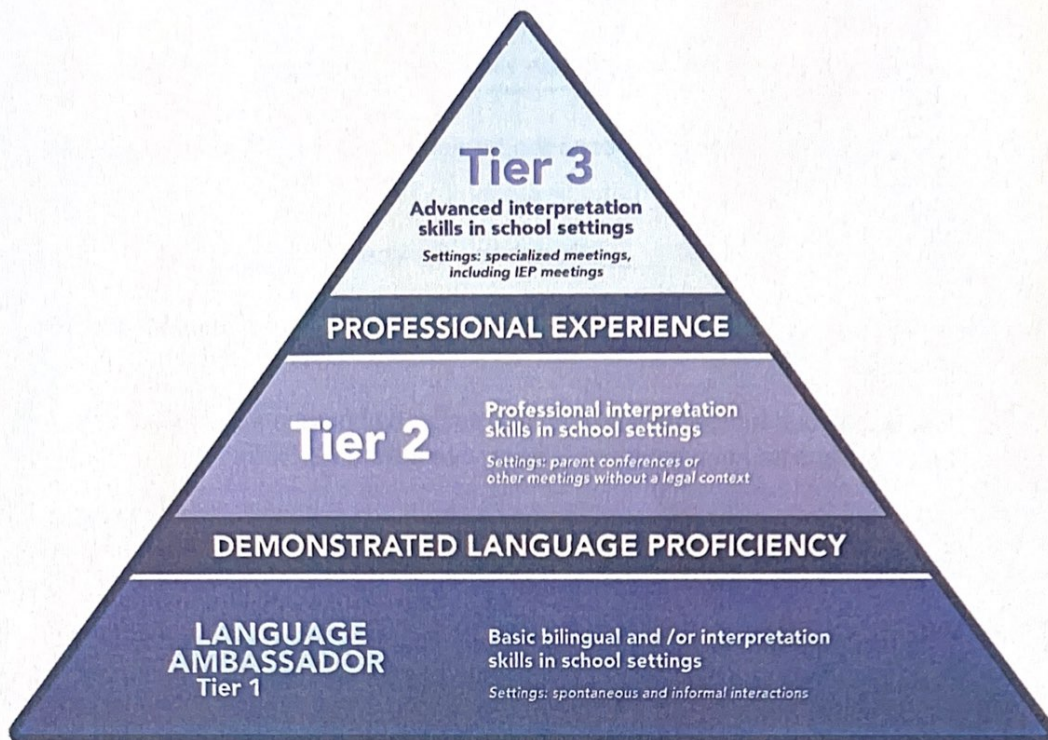 Tier 3
Advanced interpretation
skills in school settings
Settings: specialized meetings,
including IEP meetings
PROFESSIONAL EXPERIENCE
Tier 2
Professional interpretation
skills in school settings
Settings: parent conferences or
other meetings without a legal context
DEMONSTRATED LANGUAGE PROFICIENCY
LANGUAGE
AMBASSADOR
Tier 1
Basic bilingual and /or interpretation
skills in school settings
Settings: spontaneous and informal interactions